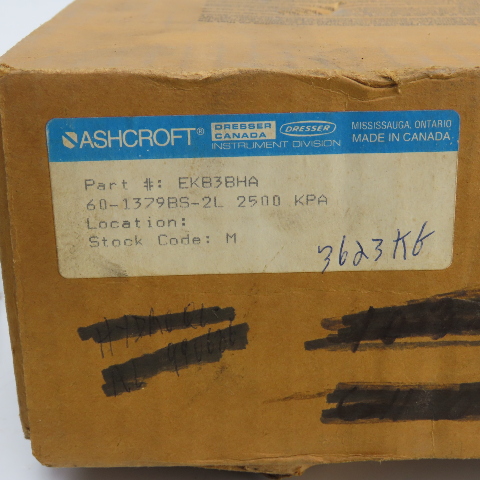 ASHCROFT® DRESSER CANADA DRESSER MISSISSAUGA, ONTARIO
INSTRUMENT DIVISION MADE IN CANADA
Part #: EKB3BHA
60-1379BS-2L 2500 KPA
Location:
Stock Code: M
3623KG